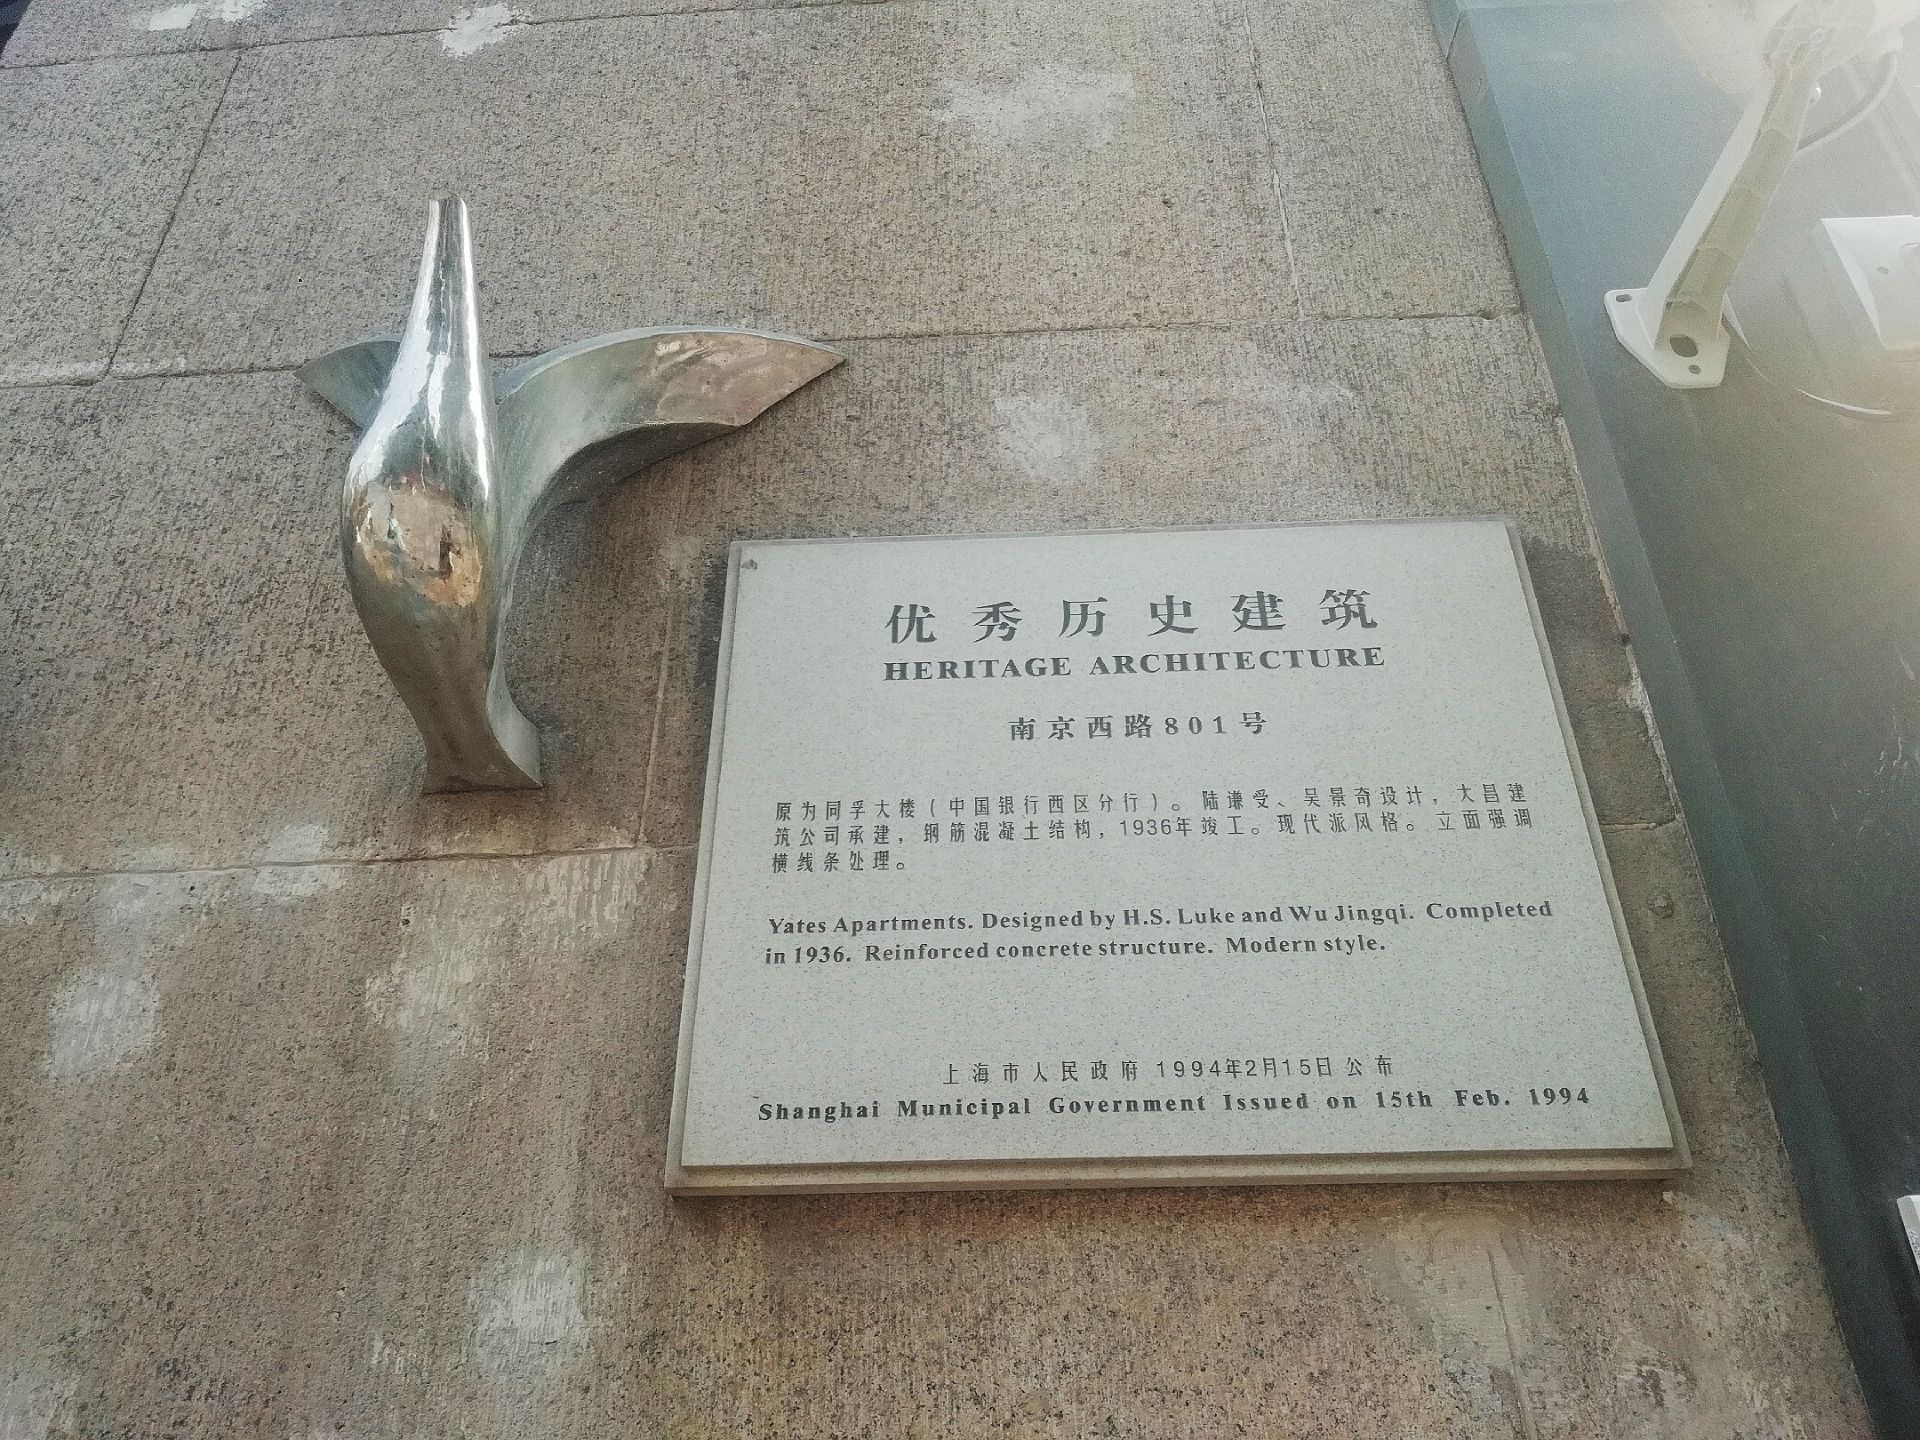 优秀历史建筑
HERITAGE ARCHITECTURE
南京西路801号
原为同孚大楼（中国银行西区分行）。陆谦受、吴景奇设计，大昌建
筑公司承建，钢筋混凝土结构，1936年竣工。现代派风格。立面强调
横线条处理。
Yates Apartments. Designed by H.S. Luke and Wu Jingqi. Completed
in 1936. Reinforced concrete structure. Modern style.
上海市人民政府 1994年2月15日公布
Shanghai Municipal Government Issued on 15th Feb. 1994